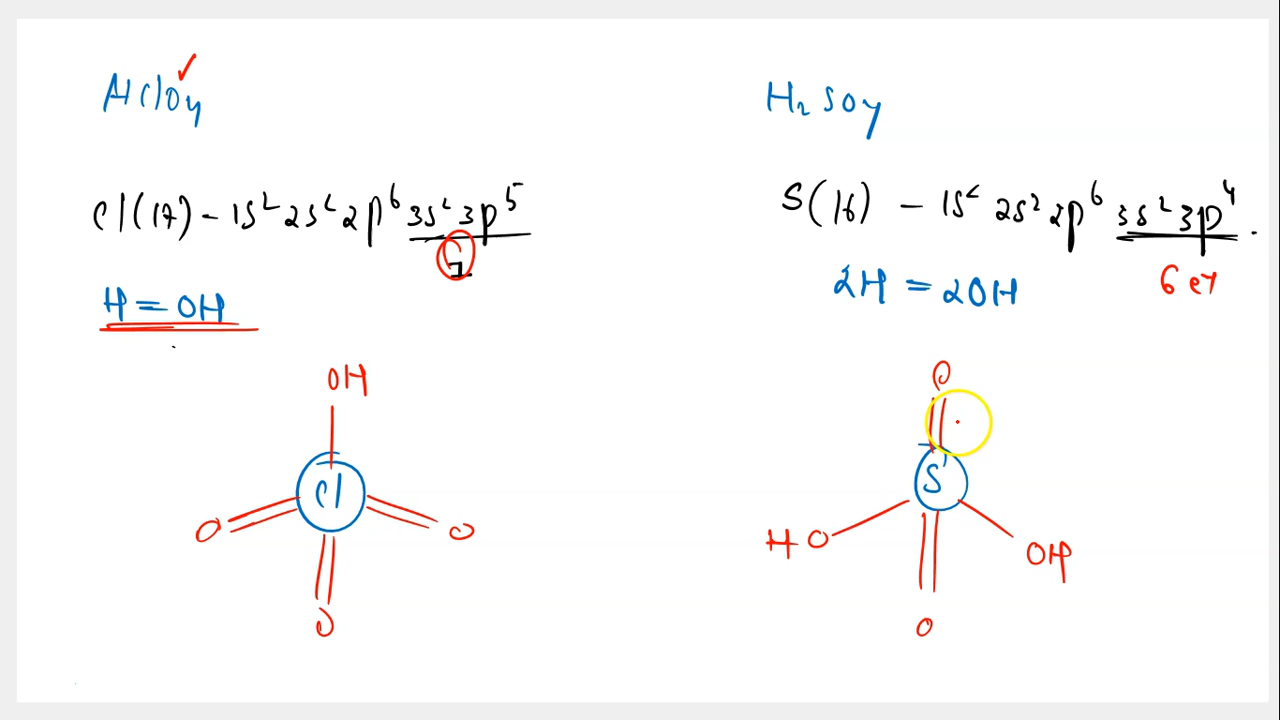 HClO4
Cl(17) - 1s² 2s² 2p⁶ 3s² 3p⁵
7
H = OH
OH
Cl
O
O
O
H2SO4
S(16) - 1s² 2s² 2p⁶ 3s² 3p⁴.
6 e⁻
2H = 2OH
O
S
HO
OH
O